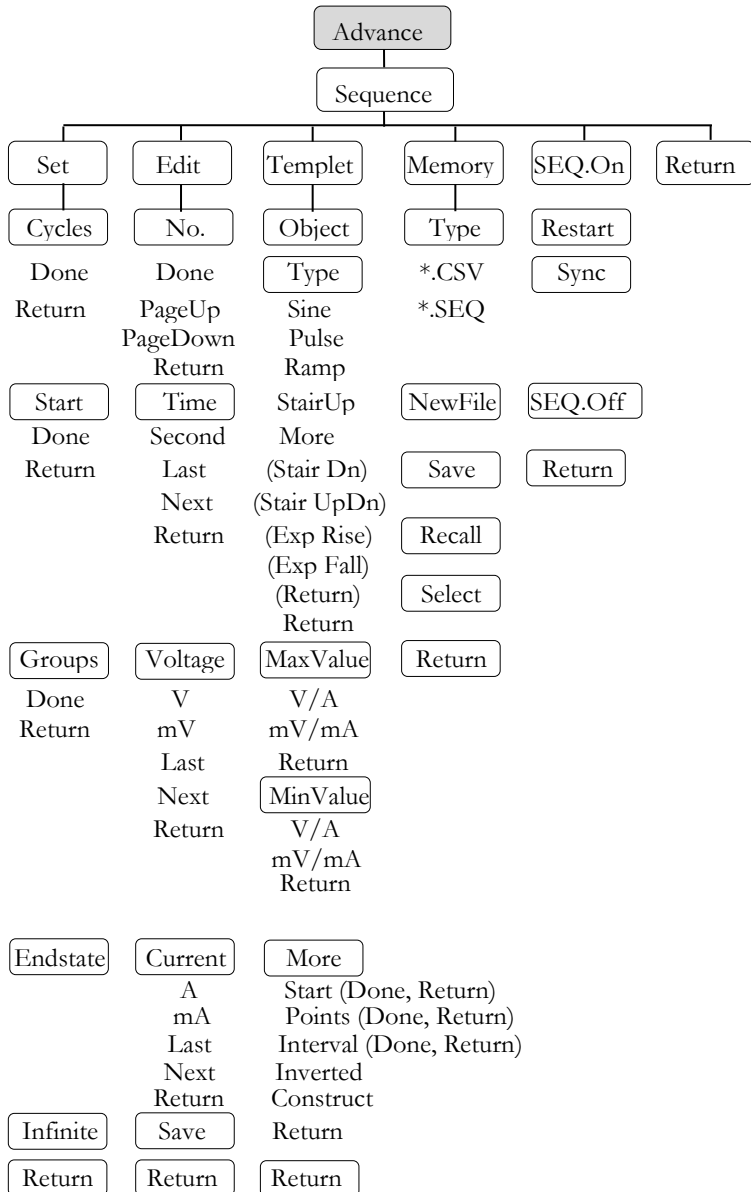 Advance
Sequence
Set Edit Templet Memory SEQ.On Return
Cycles No. Object Type Restart
Done Done Type *.CSV Sync
Return PageUp Sine *.SEQ
PageDown Pulse
Return Ramp
Start Time StairUp NewFile SEQ.Off
Done Second More
Return Last (Stair Dn) Save Return
Next (Stair UpDn)
Return (Exp Rise) Recall
(Exp Fall)
(Return) Select
Return
Groups Voltage MaxValue Return
Done V V/A
Return mV mV/mA
Last Return
Next MinValue
Return V/A
mV/mA
Return
Endstate Current More
A Start (Done, Return)
mA Points (Done, Return)
Last Interval (Done, Return)
Next Inverted
Return Construct
Infinite Save Return
Return Return Return